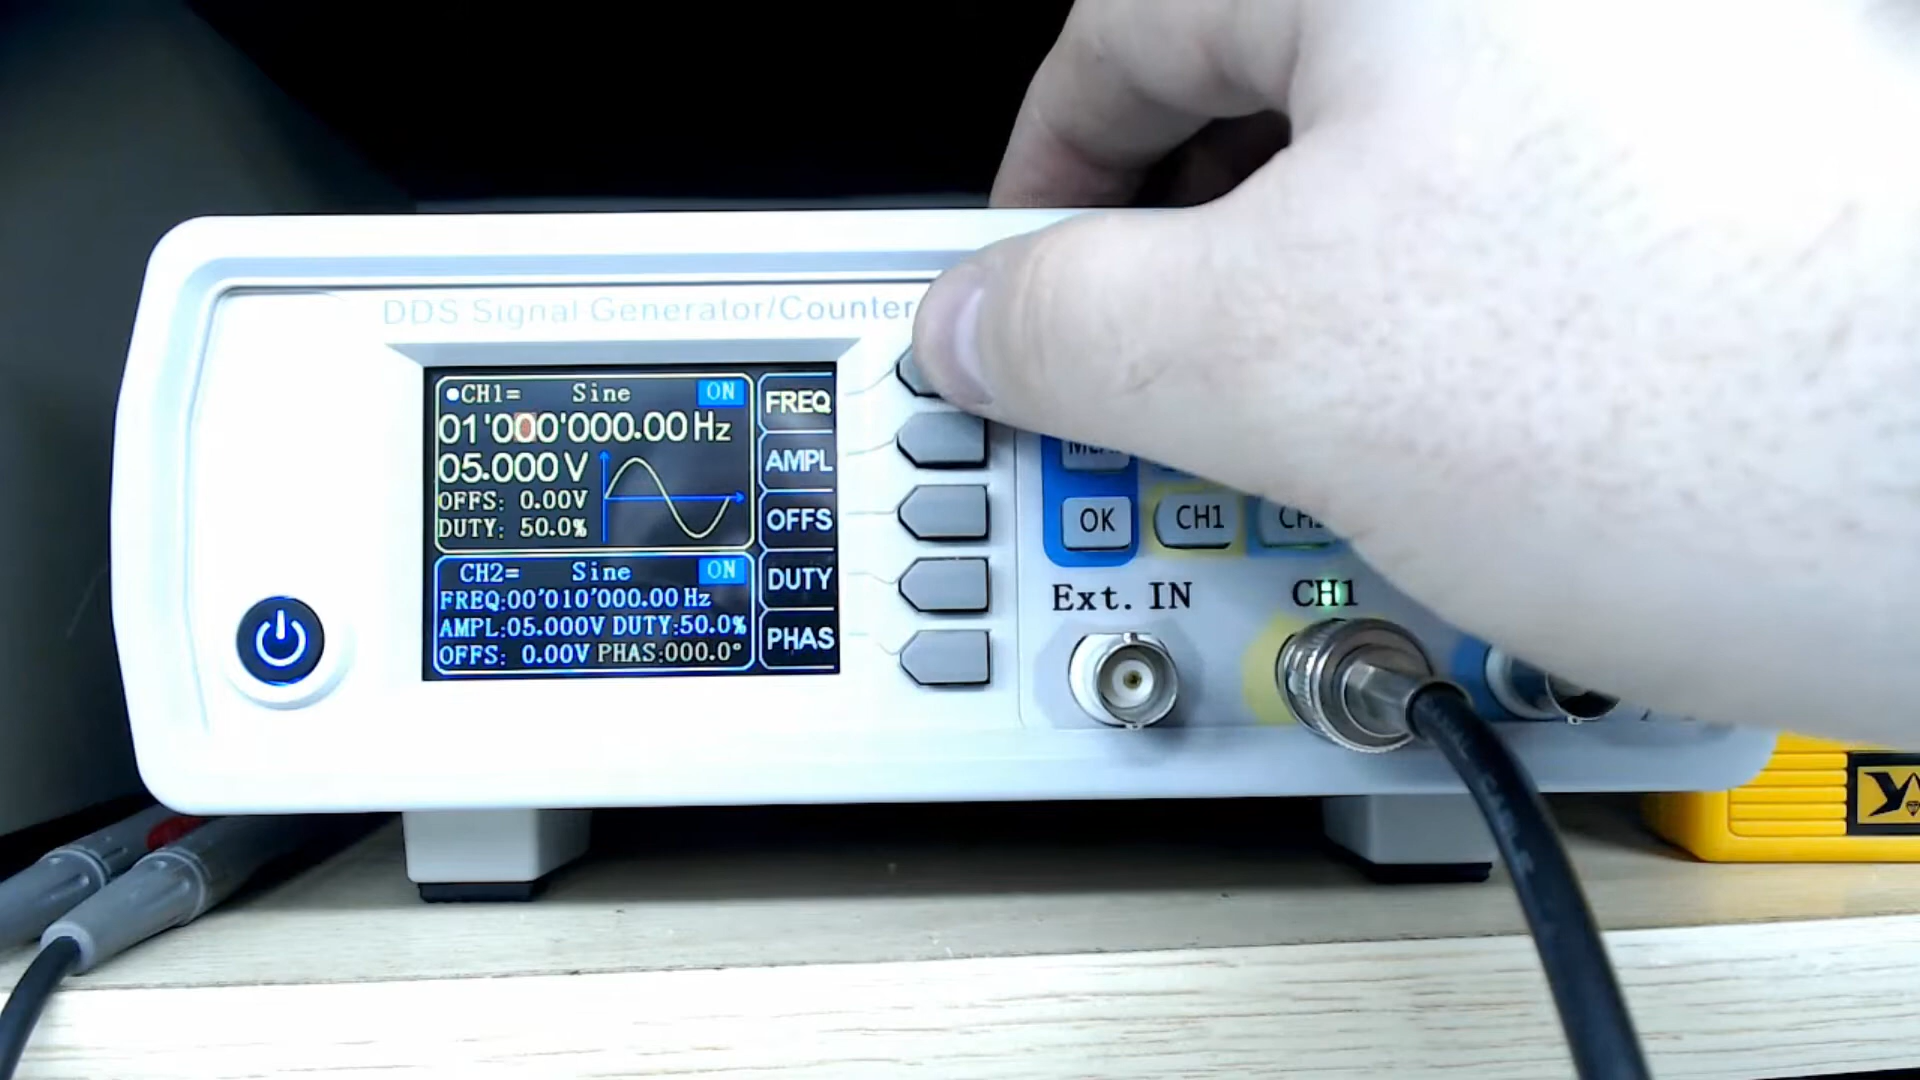 DDS Signal Generator/Counter
CH1= Sine ON
01'000'000.00 Hz
05.000 V
OFFS: 0.00V
DUTY: 50.0%
CH2= Sine ON
FREQ:00'010'000.00 Hz
AMPL:05.000V DUTY:50.0%
OFFS: 0.00V PHAS:000.0°
FREQ
AMPL
OFFS
DUTY
PHAS
OK
CH1
Ext. IN
CH1